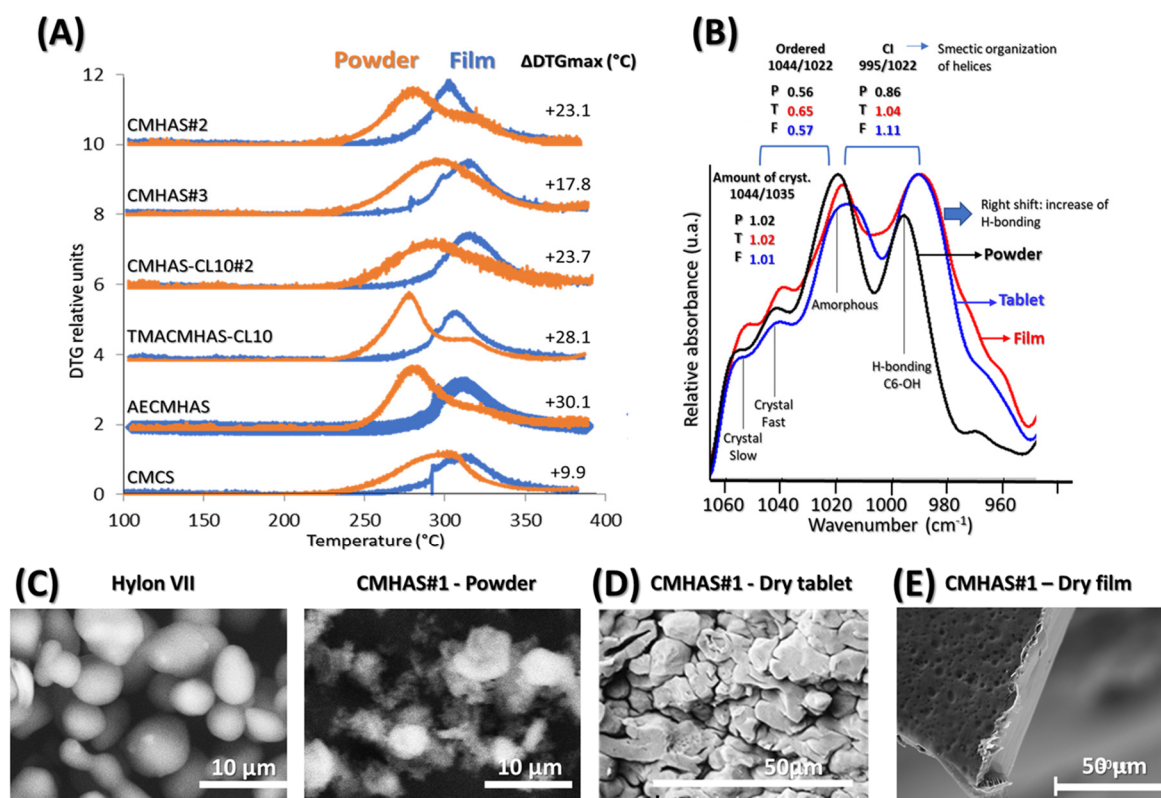 (A)
Powder
Film
ΔDTGmax (°C)
DTG relative units
12
10
8
6
4
2
0
CMHAS#2
+23.1
CMHAS#3
+17.8
CMHAS-CL10#2
+23.7
TMACMHAS-CL10
+28.1
AECMHAS
+30.1
CMCS
+9.9
100 150 200 250 300 350 400
Temperature (°C)
(B)
Ordered
1044/1022
P 0.56
T 0.65
F 0.57
CI
995/1022
P 0.86
T 1.04
F 1.11
Smectic organization
of helices
Amount of cryst.
1044/1035
P 1.02
T 1.02
F 1.01
Right shift: increase of
H-bonding
Powder
Tablet
Film
Amorphous
H-bonding
C6-OH
Crystal
Fast
Crystal
Slow
Relative absorbance (u.a.)
1060 1040 1020 1000 980 960
Wavenumber (cm⁻¹)
(C)
Hylon VII
10 µm
CMHAS#1 - Powder
10 µm
(D)
CMHAS#1 - Dry tablet
50µm
(E)
CMHAS#1 – Dry film
50 µm